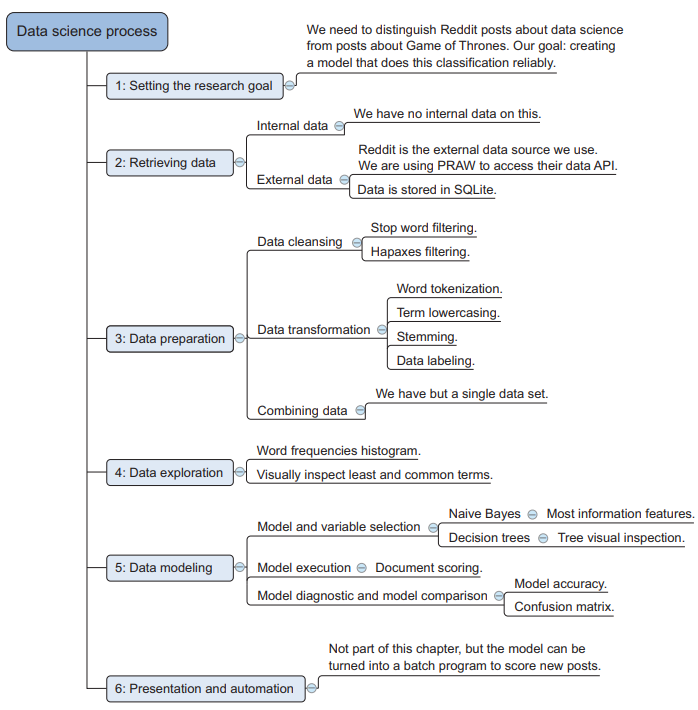 Data science process
We need to distinguish Reddit posts about data science
from posts about Game of Thrones. Our goal: creating
a model that does this classification reliably.
1: Setting the research goal
We have no internal data on this.
Internal data
2: Retrieving data
Reddit is the external data source we use.
We are using PRAW to access their data API.
External data
Data is stored in SQLite.
Stop word filtering.
Data cleansing
Hapaxes filtering.
Word tokenization.
Term lowercasing.
Data transformation
3: Data preparation
Stemming.
Data labeling.
We have but a single data set.
Combining data
Word frequencies histogram.
4: Data exploration
Visually inspect least and common terms.
Naive Bayes
Most information features.
Model and variable selection
Decision trees
Tree visual inspection.
5: Data modeling
Model execution
Document scoring.
Model accuracy.
Model diagnostic and model comparison
Confusion matrix.
Not part of this chapter, but the model can be
turned into a batch program to score new posts.
6: Presentation and automation